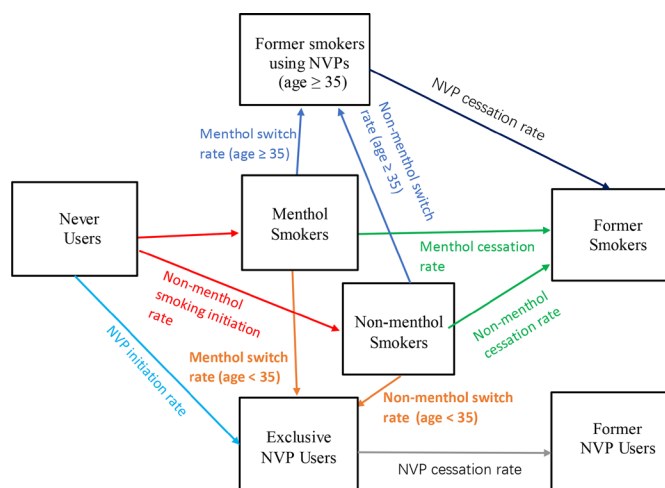 Former smokers
using NVPs
(age ≥ 35)
NVP cessation rate
Menthol switch
rate (age ≥ 35)
Non-menthol switch
rate (age ≥ 35)
Never
Users
Menthol
Smokers
Former
Smokers
Menthol cessation
rate
Non-menthol
smoking initiation
rate
Non-menthol
Smokers
Non-menthol
cessation rate
NVP initiation rate
Menthol switch
rate (age < 35)
Non-menthol switch
rate (age < 35)
Exclusive
NVP Users
NVP cessation rate
Former
NVP Users